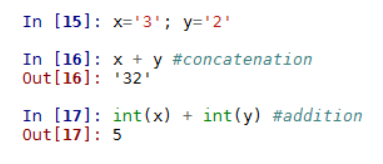 In [15]: x='3'; y='2'
In [16]: x + y #concatenation
Out[16]: '32'
In [17]: int(x) + int(y) #addition
Out[17]: 5